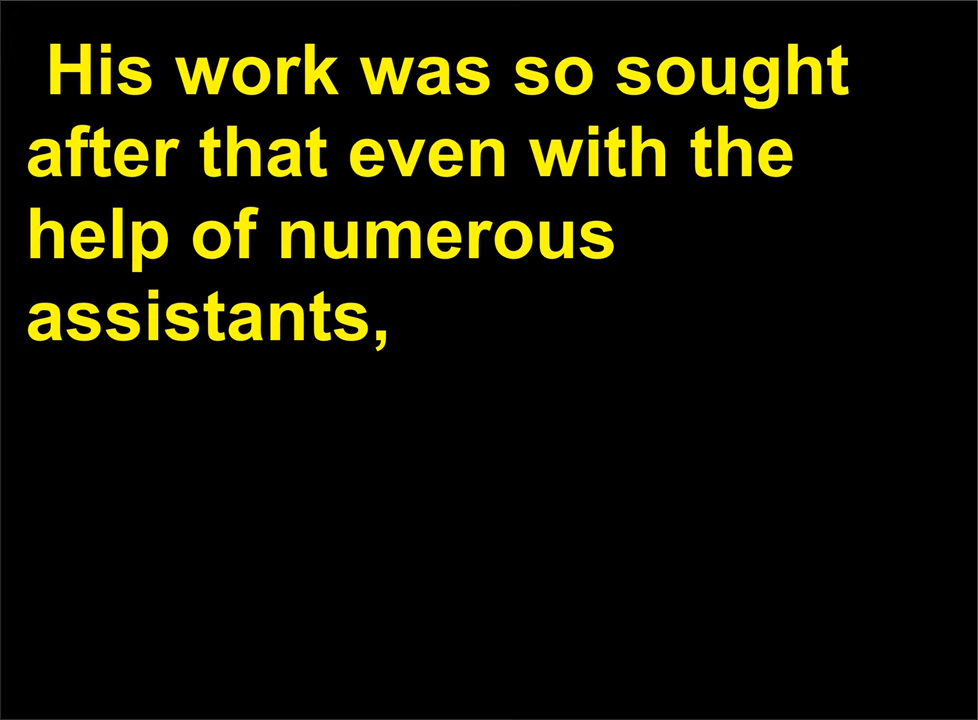 His work was so sought
after that even with the
help of numerous
assistants,